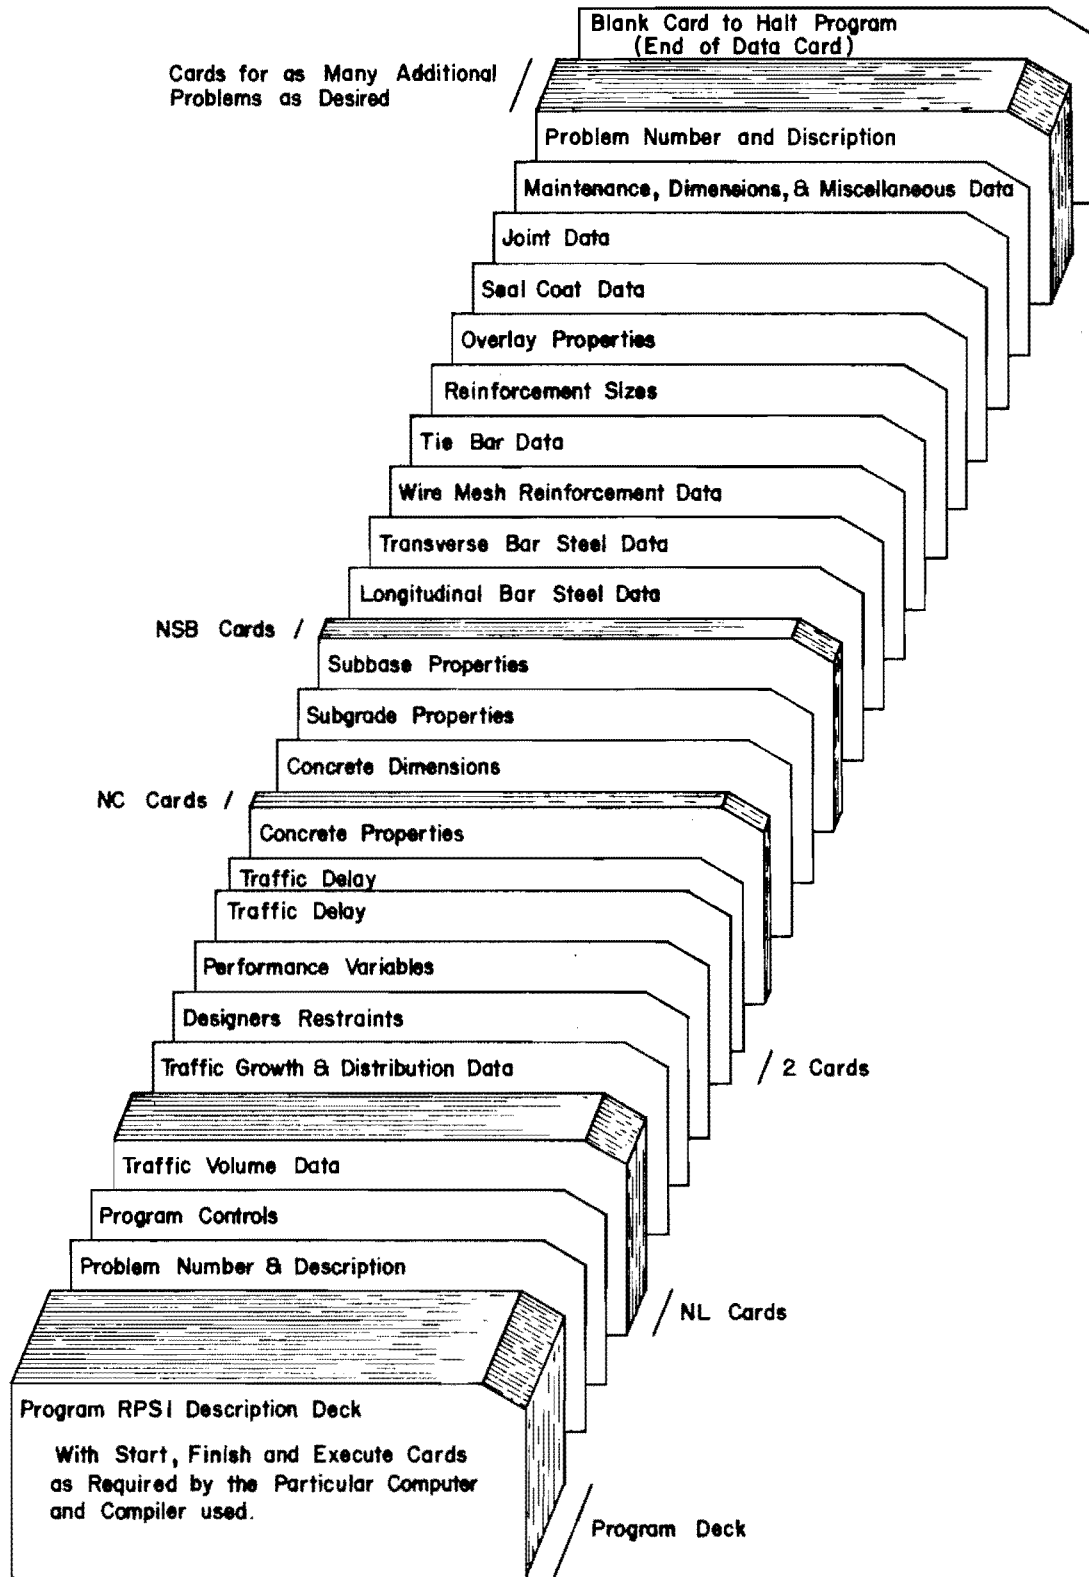 Blank Card to Halt Program
(End of Data Card)
Cards for as Many Additional
Problems as Desired
Problem Number and Discription
Maintenance, Dimensions, & Miscellaneous Data
Joint Data
Seal Coat Data
Overlay Properties
Reinforcement Sizes
Tie Bar Data
Wire Mesh Reinforcement Data
Transverse Bar Steel Data
Longitudinal Bar Steel Data
NSB Cards
Subbase Properties
Subgrade Properties
Concrete Dimensions
NC Cards
Concrete Properties
Traffic Delay
Traffic Delay
Performance Variables
Designers Restraints
Traffic Growth & Distribution Data
2 Cards
Traffic Volume Data
Program Controls
Problem Number & Description
NL Cards
Program RPS1 Description Deck
With Start, Finish and Execute Cards
as Required by the Particular Computer
and Compiler used.
Program Deck